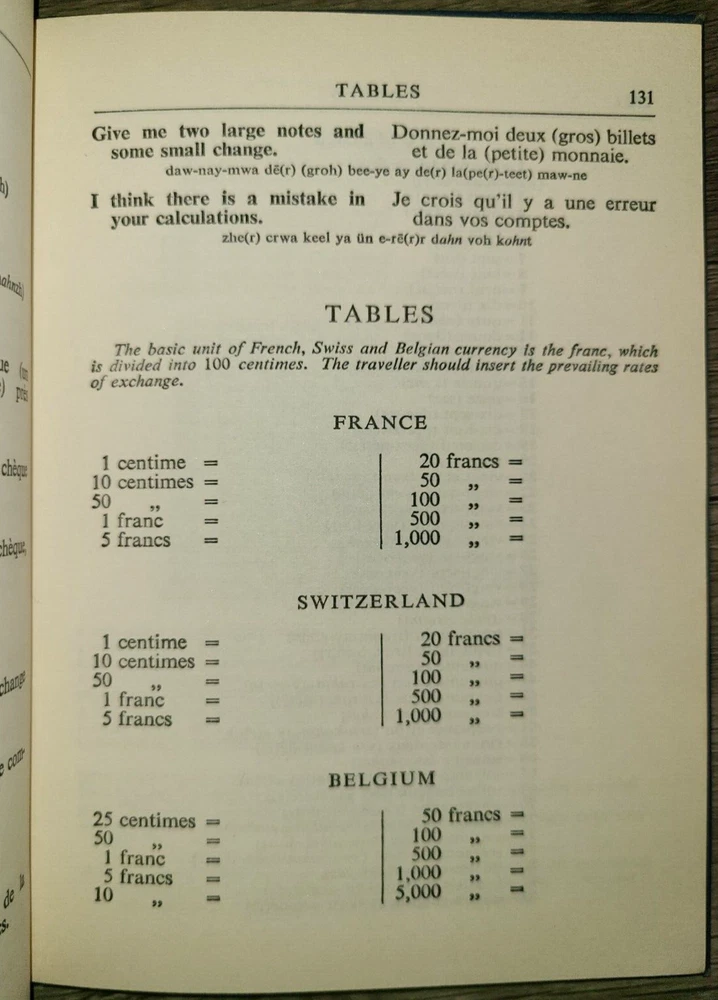 TABLES 131
Give me two large notes and Donnez-moi deux (gros) billets
some small change. et de la (petite) monnaie.
daw-nay-mwa dē(r) (groh) bee-ye ay de(r) la(pe(r)-teet) maw-ne
I think there is a mistake in Je crois qu'il y a une erreur
your calculations. dans vos comptes.
zhe(r) crwa keel ya ün e-rē(r)r dahn voh kohnt
TABLES
The basic unit of French, Swiss and Belgian currency is the franc, which
is divided into 100 centimes. The traveller should insert the prevailing rates
of exchange.
FRANCE
1 centime = 20 francs =
10 centimes = 50 ,, =
50 ,, = 100 ,, =
1 franc = 500 ,, =
5 francs = 1,000 ,, =
SWITZERLAND
1 centime = 20 francs =
10 centimes = 50 ,, =
50 ,, = 100 ,, =
1 franc = 500 ,, =
5 francs = 1,000 ,, =
BELGIUM
25 centimes = 50 francs =
50 ,, = 100 ,, =
1 franc = 500 ,, =
5 francs = 1,000 ,, =
10 ,, = 5,000 ,, =
chèque
chèque,
change
de la